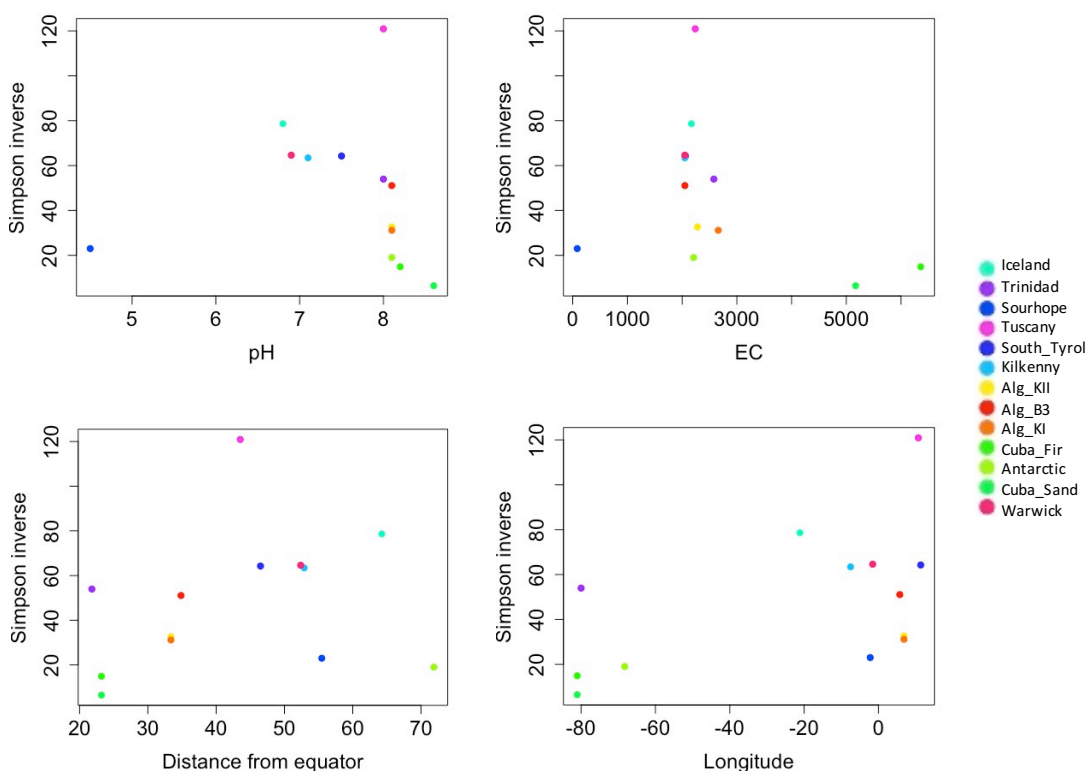 Simpson inverse
20
40
60
80
120
5
6
7
8
pH
Simpson inverse
20
40
60
80
120
0
1000
3000
5000
EC
Iceland
Trinidad
Sourhope
Tuscany
South_Tyrol
Kilkenny
Alg_KII
Alg_B3
Alg_KI
Cuba_Fir
Antarctic
Cuba_Sand
Warwick
Simpson inverse
20
40
60
80
120
20
30
40
50
60
70
Distance from equator
Simpson inverse
20
40
60
80
120
-80
-60
-40
-20
0
Longitude